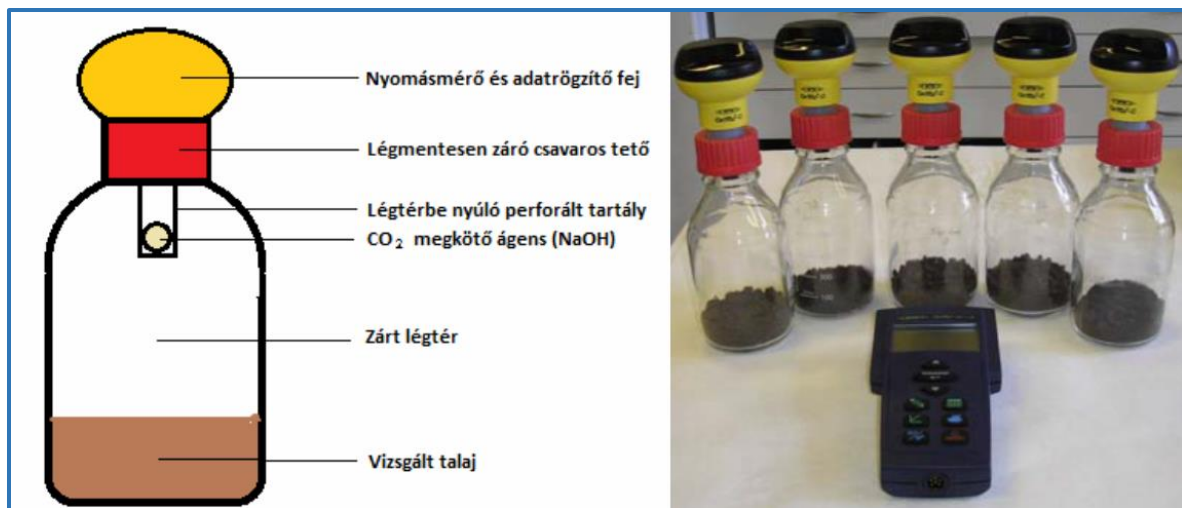 Nyomásmérő és adatrögzítő fej
Légmentesen záró csavaros tető
Légtérbe nyúló perforált tartály
CO₂ megkötő ágens (NaOH)
Zárt légtér
Vizsgált talaj